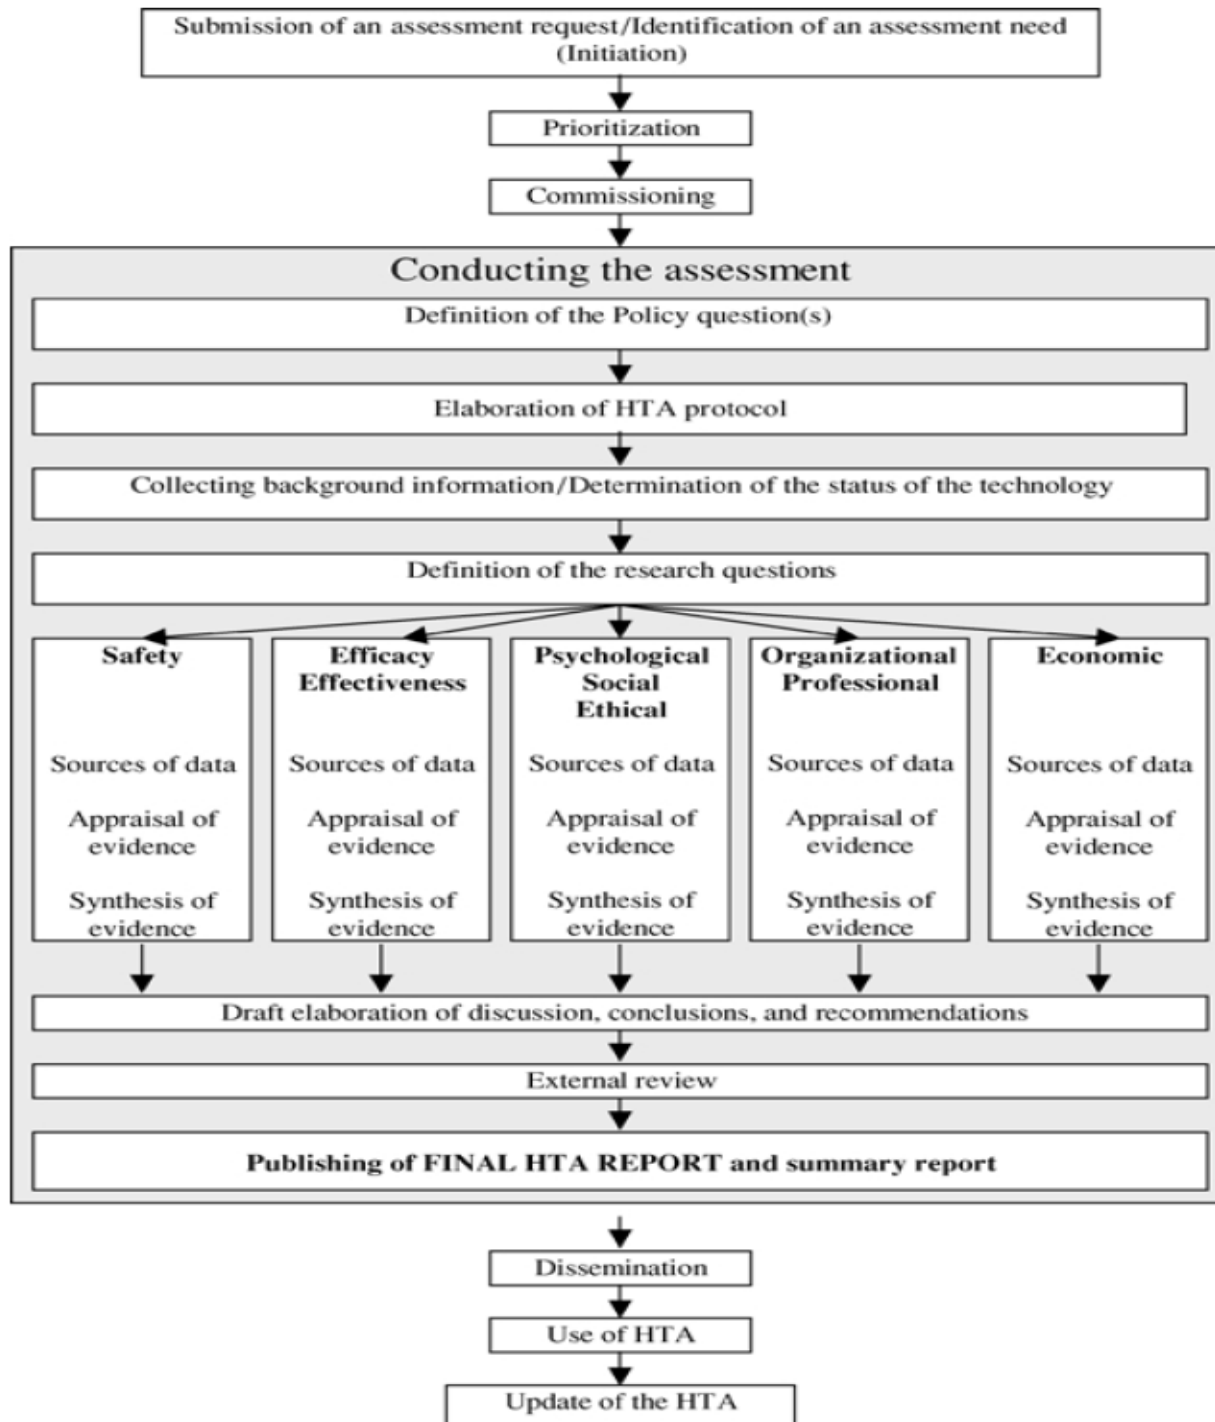 Submission of an assessment request/Identification of an assessment need
(Initiation)
Prioritization
Commissioning
Conducting the assessment
Definition of the Policy question(s)
Elaboration of HTA protocol
Collecting background information/Determination of the status of the technology
Definition of the research questions
Safety
Sources of data
Appraisal of
evidence
Synthesis of
evidence
Efficacy
Effectiveness
Sources of data
Appraisal of
evidence
Synthesis of
evidence
Psychological
Social
Ethical
Sources of data
Appraisal of
evidence
Synthesis of
evidence
Organizational
Professional
Sources of data
Appraisal of
evidence
Synthesis of
evidence
Economic
Sources of data
Appraisal of
evidence
Synthesis of
evidence
Draft elaboration of discussion, conclusions, and recommendations
External review
Publishing of FINAL HTA REPORT and summary report
Dissemination
Use of HTA
Update of the HTA